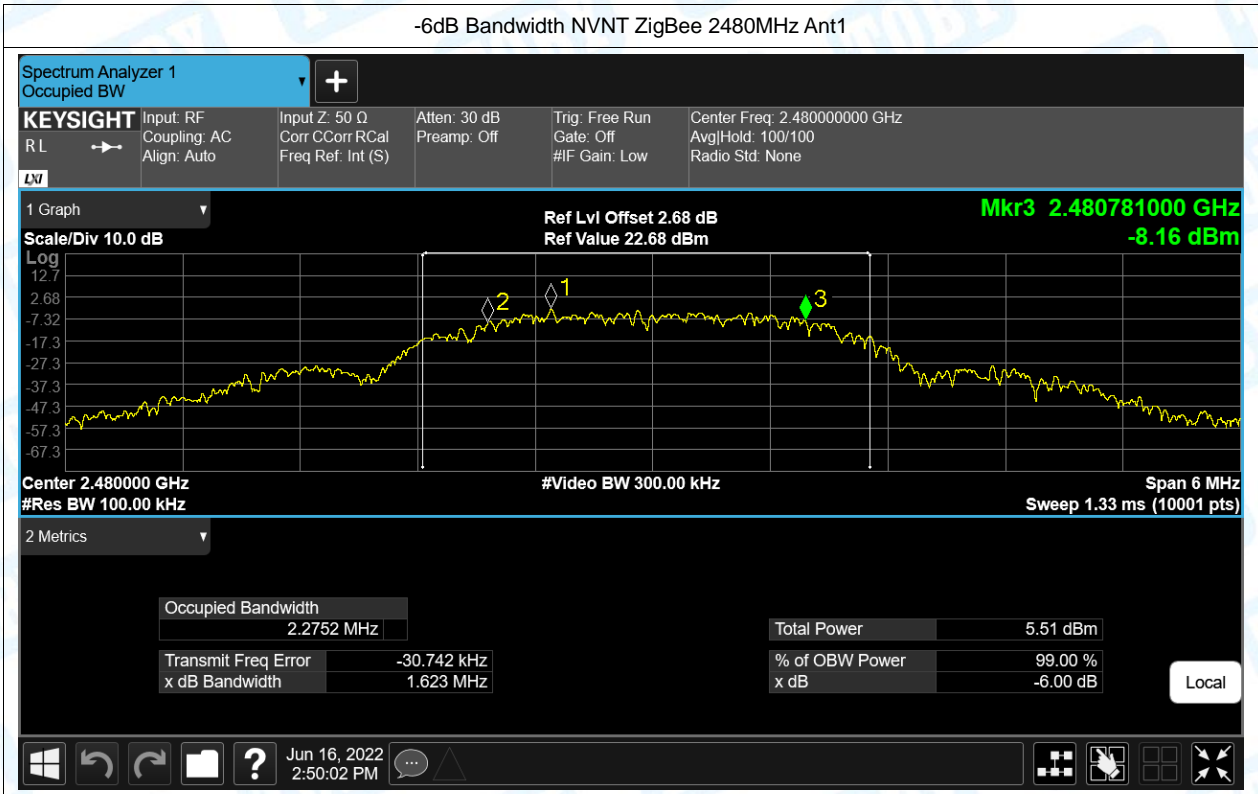 -6dB Bandwidth NVNT ZigBee 2480MHz Ant1
Spectrum Analyzer 1
Occupied BW
KEYSIGHT
R L
LXI
Input: RF
Coupling: AC
Align: Auto
Input Z: 50 Ω
Corr CCorr RCal
Freq Ref: Int (S)
Atten: 30 dB
Preamp: Off
Trig: Free Run
Gate: Off
#IF Gain: Low
Center Freq: 2.480000000 GHz
Avg|Hold: 100/100
Radio Std: None
1 Graph
Scale/Div 10.0 dB
Ref Lvl Offset 2.68 dB
Ref Value 22.68 dBm
Mkr3 2.480781000 GHz
-8.16 dBm
Log
12.7
2.68
-7.32
-17.3
-27.3
-37.3
-47.3
-57.3
-67.3
2
1
3
Center 2.480000 GHz
#Res BW 100.00 kHz
#Video BW 300.00 kHz
Span 6 MHz
Sweep 1.33 ms (10001 pts)
2 Metrics
Occupied Bandwidth
2.2752 MHz
Transmit Freq Error -30.742 kHz
x dB Bandwidth 1.623 MHz
Total Power 5.51 dBm
% of OBW Power 99.00 %
x dB -6.00 dB
Local
?
Jun 16, 2022
2:50:02 PM